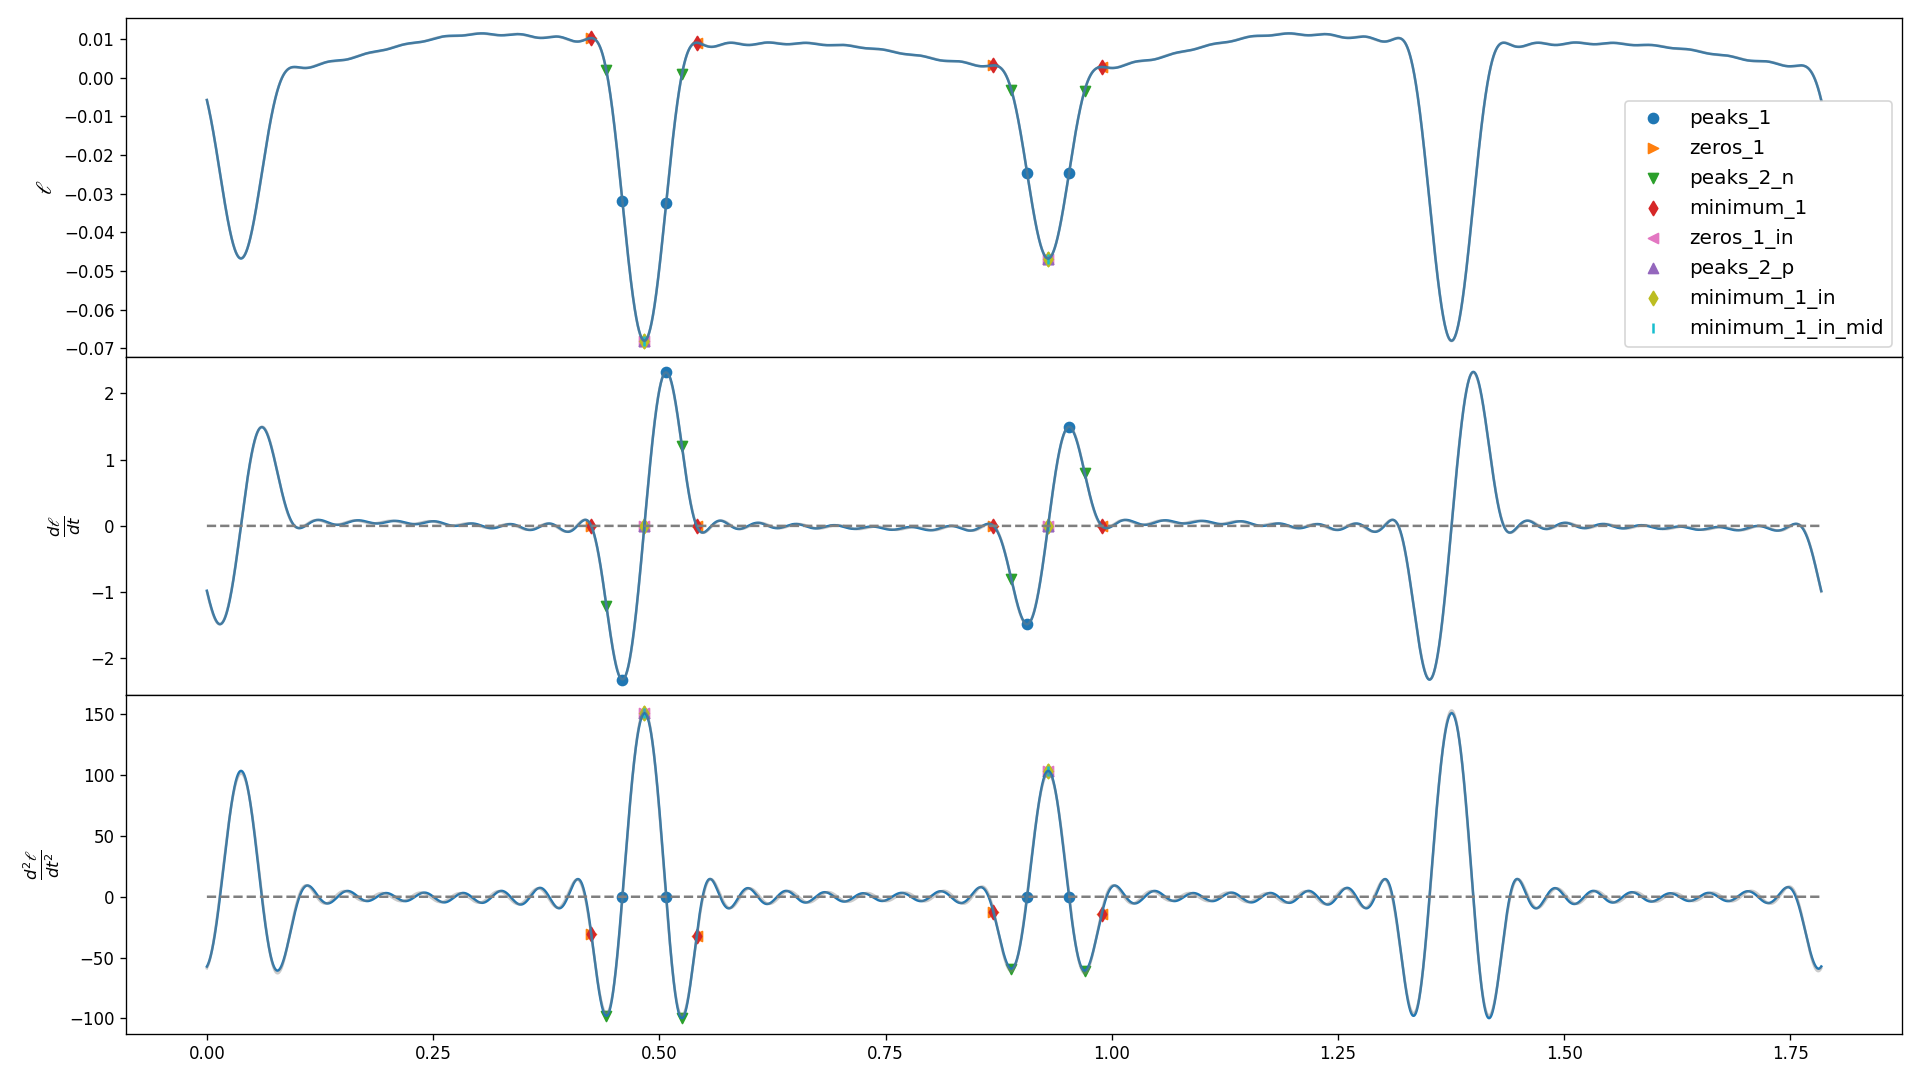 0.01
0.00
−0.01
−0.02
−0.03
−0.04
−0.05
−0.06
−0.07
ℓ
peaks_1
zeros_1
peaks_2_n
minimum_1
zeros_1_in
peaks_2_p
minimum_1_in
minimum_1_in_mid
2
1
0
−1
−2
dℓ
dt
150
100
50
0
−50
−100
d²ℓ
dt²
0.00 0.25 0.50 0.75 1.00 1.25 1.50 1.75